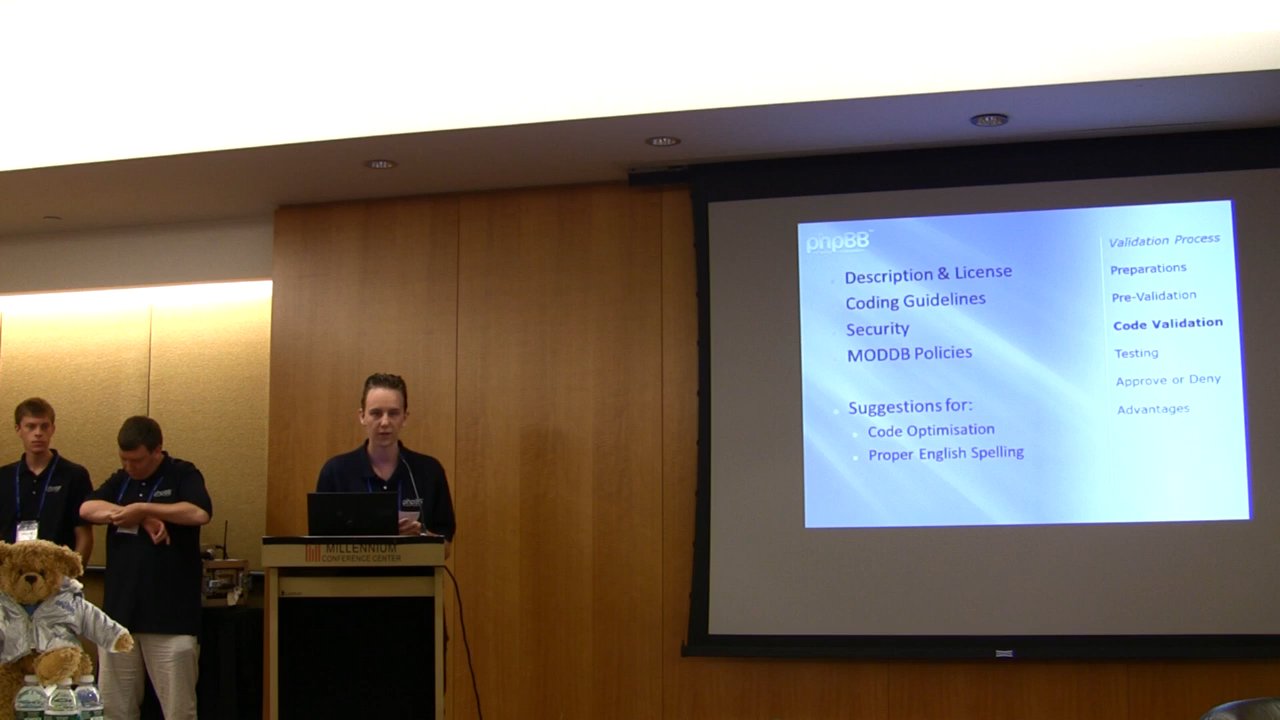 phpBB
Description & License
Coding Guidelines
Security
MODDB Policies
Suggestions for:
Code Optimisation
Proper English Spelling
Validation Process
Preparations
Pre-Validation
Code Validation
Testing
Approve or Deny
Advantages
phpBB
MILLENNIUM
CONFERENCE CENTER